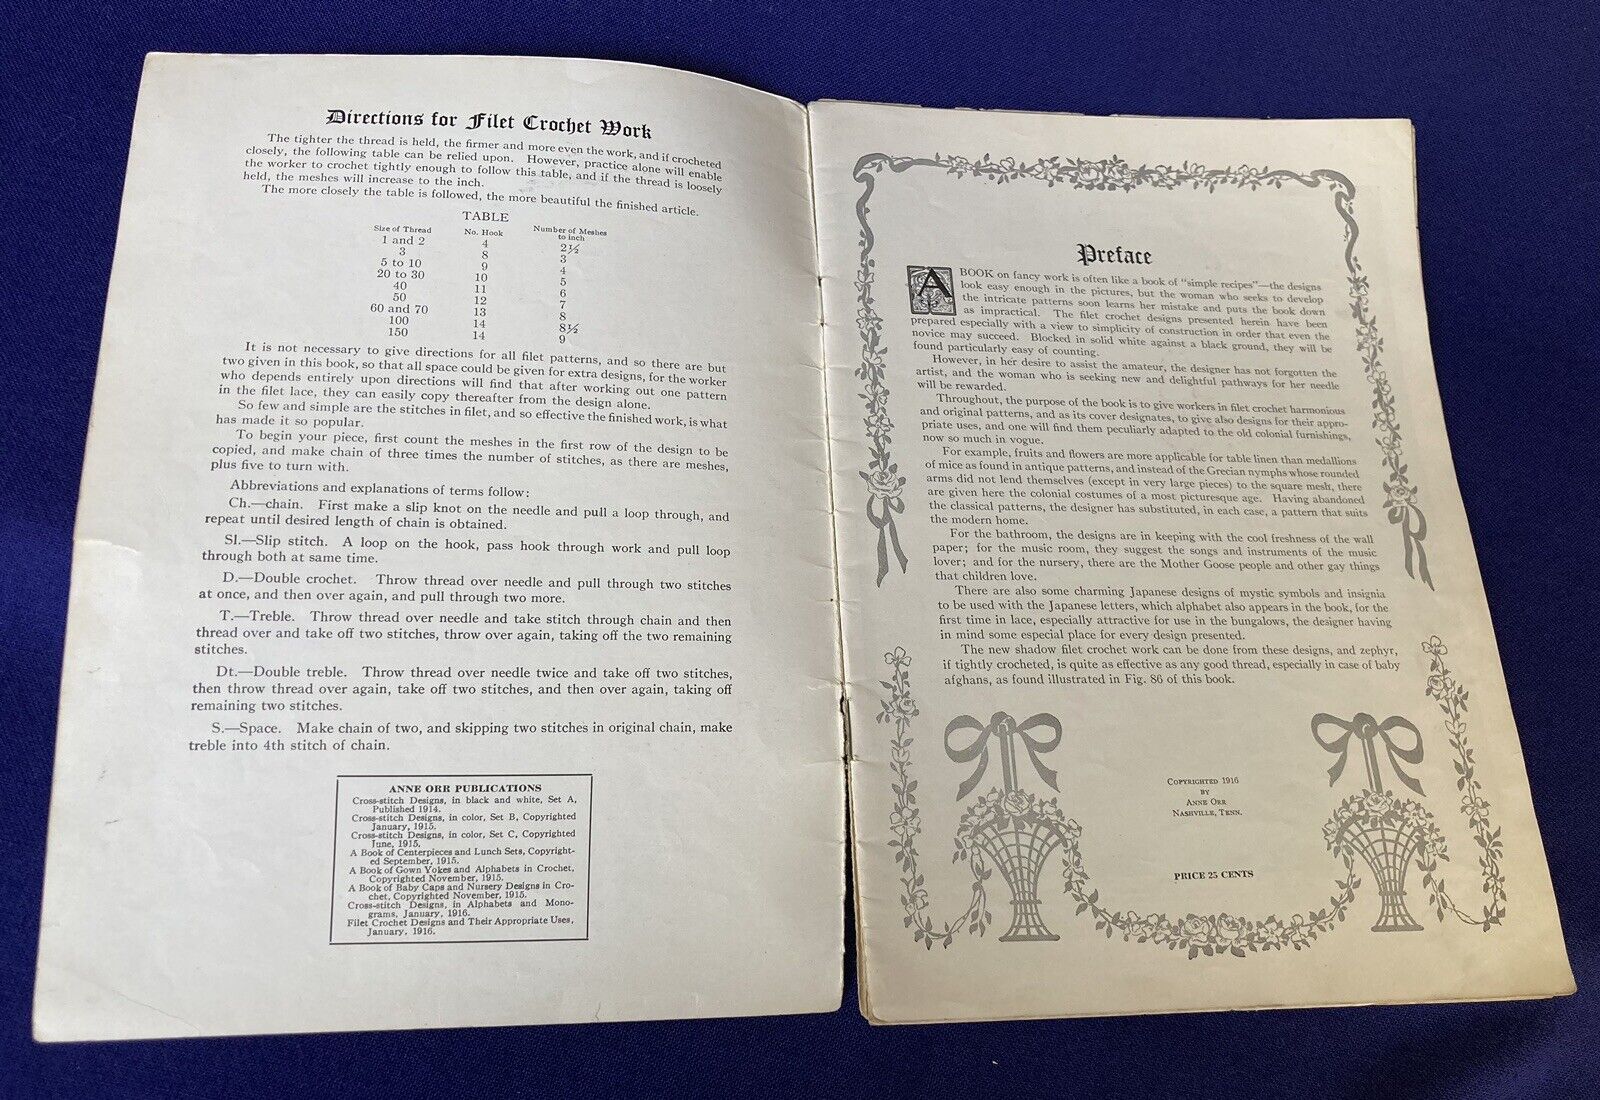 Directions for Filet Crochet Work
The tighter the thread is held, the firmer and more even the work, and if crocheted
closely, the following table can be relied upon. However, practice alone will enable
the worker to crochet tightly enough to follow this table, and if the thread is loosely
held, the meshes will increase to the inch.
The more closely the table is followed, the more beautiful the finished article.
TABLE
Size of Thread No. Hook Number of Meshes to inch
1 and 2 4 2½
3 8 3
5 to 10 9 4
20 to 30 10 5
40 11 6
50 12 7
60 and 70 13 8
100 14 8½
150 14 9
It is not necessary to give directions for all filet patterns, and so there are but
two given in this book, so that all space could be given for extra designs, for the worker
who depends entirely upon directions will find that after working out one pattern
in the filet lace, they can easily copy thereafter from the design alone.
So few and simple are the stitches in filet, and so effective the finished work, is what
has made it so popular.
To begin your piece, first count the meshes in the first row of the design to be
copied, and make chain of three times the number of stitches, as there are meshes,
plus five to turn with.
Abbreviations and explanations of terms follow:
Ch.—chain. First make a slip knot on the needle and pull a loop through, and
repeat until desired length of chain is obtained.
Sl.—Slip stitch. A loop on the hook, pass hook through work and pull loop
through both at same time.
D.—Double crochet. Throw thread over needle and pull through two stitches
at once, and then over again, and pull through two more.
T.—Treble. Throw thread over needle and take stitch through chain and then
thread over and take off two stitches, throw over again, taking off the two remaining
stitches.
Dt.—Double treble. Throw thread over needle twice and take off two stitches,
then throw thread over again, take off two stitches, and then over again, taking off
remaining two stitches.
S.—Space. Make chain of two, and skipping two stitches in original chain, make
treble into 4th stitch of chain.
ANNE ORR PUBLICATIONS
Cross-stitch Designs, in black and white, Set A,
Published 1914.
Cross-stitch Designs, in color, Set B, Copyrighted
January, 1915.
Cross-stitch Designs, in color, Set C, Copyrighted
June, 1915.
A Book of Centerpieces and Lunch Sets, Copyright-
ed September, 1915.
A Book of Gown Yokes and Alphabets in Crochet,
Copyrighted November, 1915.
A Book of Baby Caps and Nursery Designs in Cro-
chet, Copyrighted November, 1915.
Cross-stitch Designs, in Alphabets and Mono-
grams, January, 1916.
Filet Crochet Designs and Their Appropriate Uses,
January, 1916.
Preface
A BOOK on fancy work is often like a book of "simple recipes"—the designs
look easy enough in the pictures, but the woman who seeks to develop
the intricate patterns soon learns her mistake and puts the book down
as impractical. The filet crochet designs presented herein have been
prepared especially with a view to simplicity of construction in order that even the
novice may succeed. Blocked in solid white against a black ground, they will be
found particularly easy of counting.
However, in her desire to assist the amateur, the designer has not forgotten the
artist, and the woman who is seeking new and delightful pathways for her needle
will be rewarded.
Throughout, the purpose of the book is to give workers in filet crochet harmonious
and original patterns, and as its cover designates, to give also designs for their appro-
priate uses, and one will find them peculiarly adapted to the old colonial furnishings,
now so much in vogue.
For example, fruits and flowers are more applicable for table linen than medallions
of mice as found in antique patterns, and instead of the Grecian nymphs whose rounded
arms did not lend themselves (except in very large pieces) to the square mesh, there
are given here the colonial costumes of a most picturesque age. Having abandoned
the classical patterns, the designer has substituted, in each case, a pattern that suits
the modern home.
For the bathroom, the designs are in keeping with the cool freshness of the wall
paper; for the music room, they suggest the songs and instruments of the music
lover; and for the nursery, there are the Mother Goose people and other gay things
that children love.
There are also some charming Japanese designs of mystic symbols and insignia
to be used with the Japanese letters, which alphabet also appears in the book, for the
first time in lace, especially attractive for use in the bungalows, the designer having
in mind some especial place for every design presented.
The new shadow filet crochet work can be done from these designs, and zephyr,
if tightly crocheted, is quite as effective as any good thread, especially in case of baby
afghans, as found illustrated in Fig. 86 of this book.
COPYRIGHTED 1916
BY
ANNE ORR
NASHVILLE, TENN.
PRICE 25 CENTS